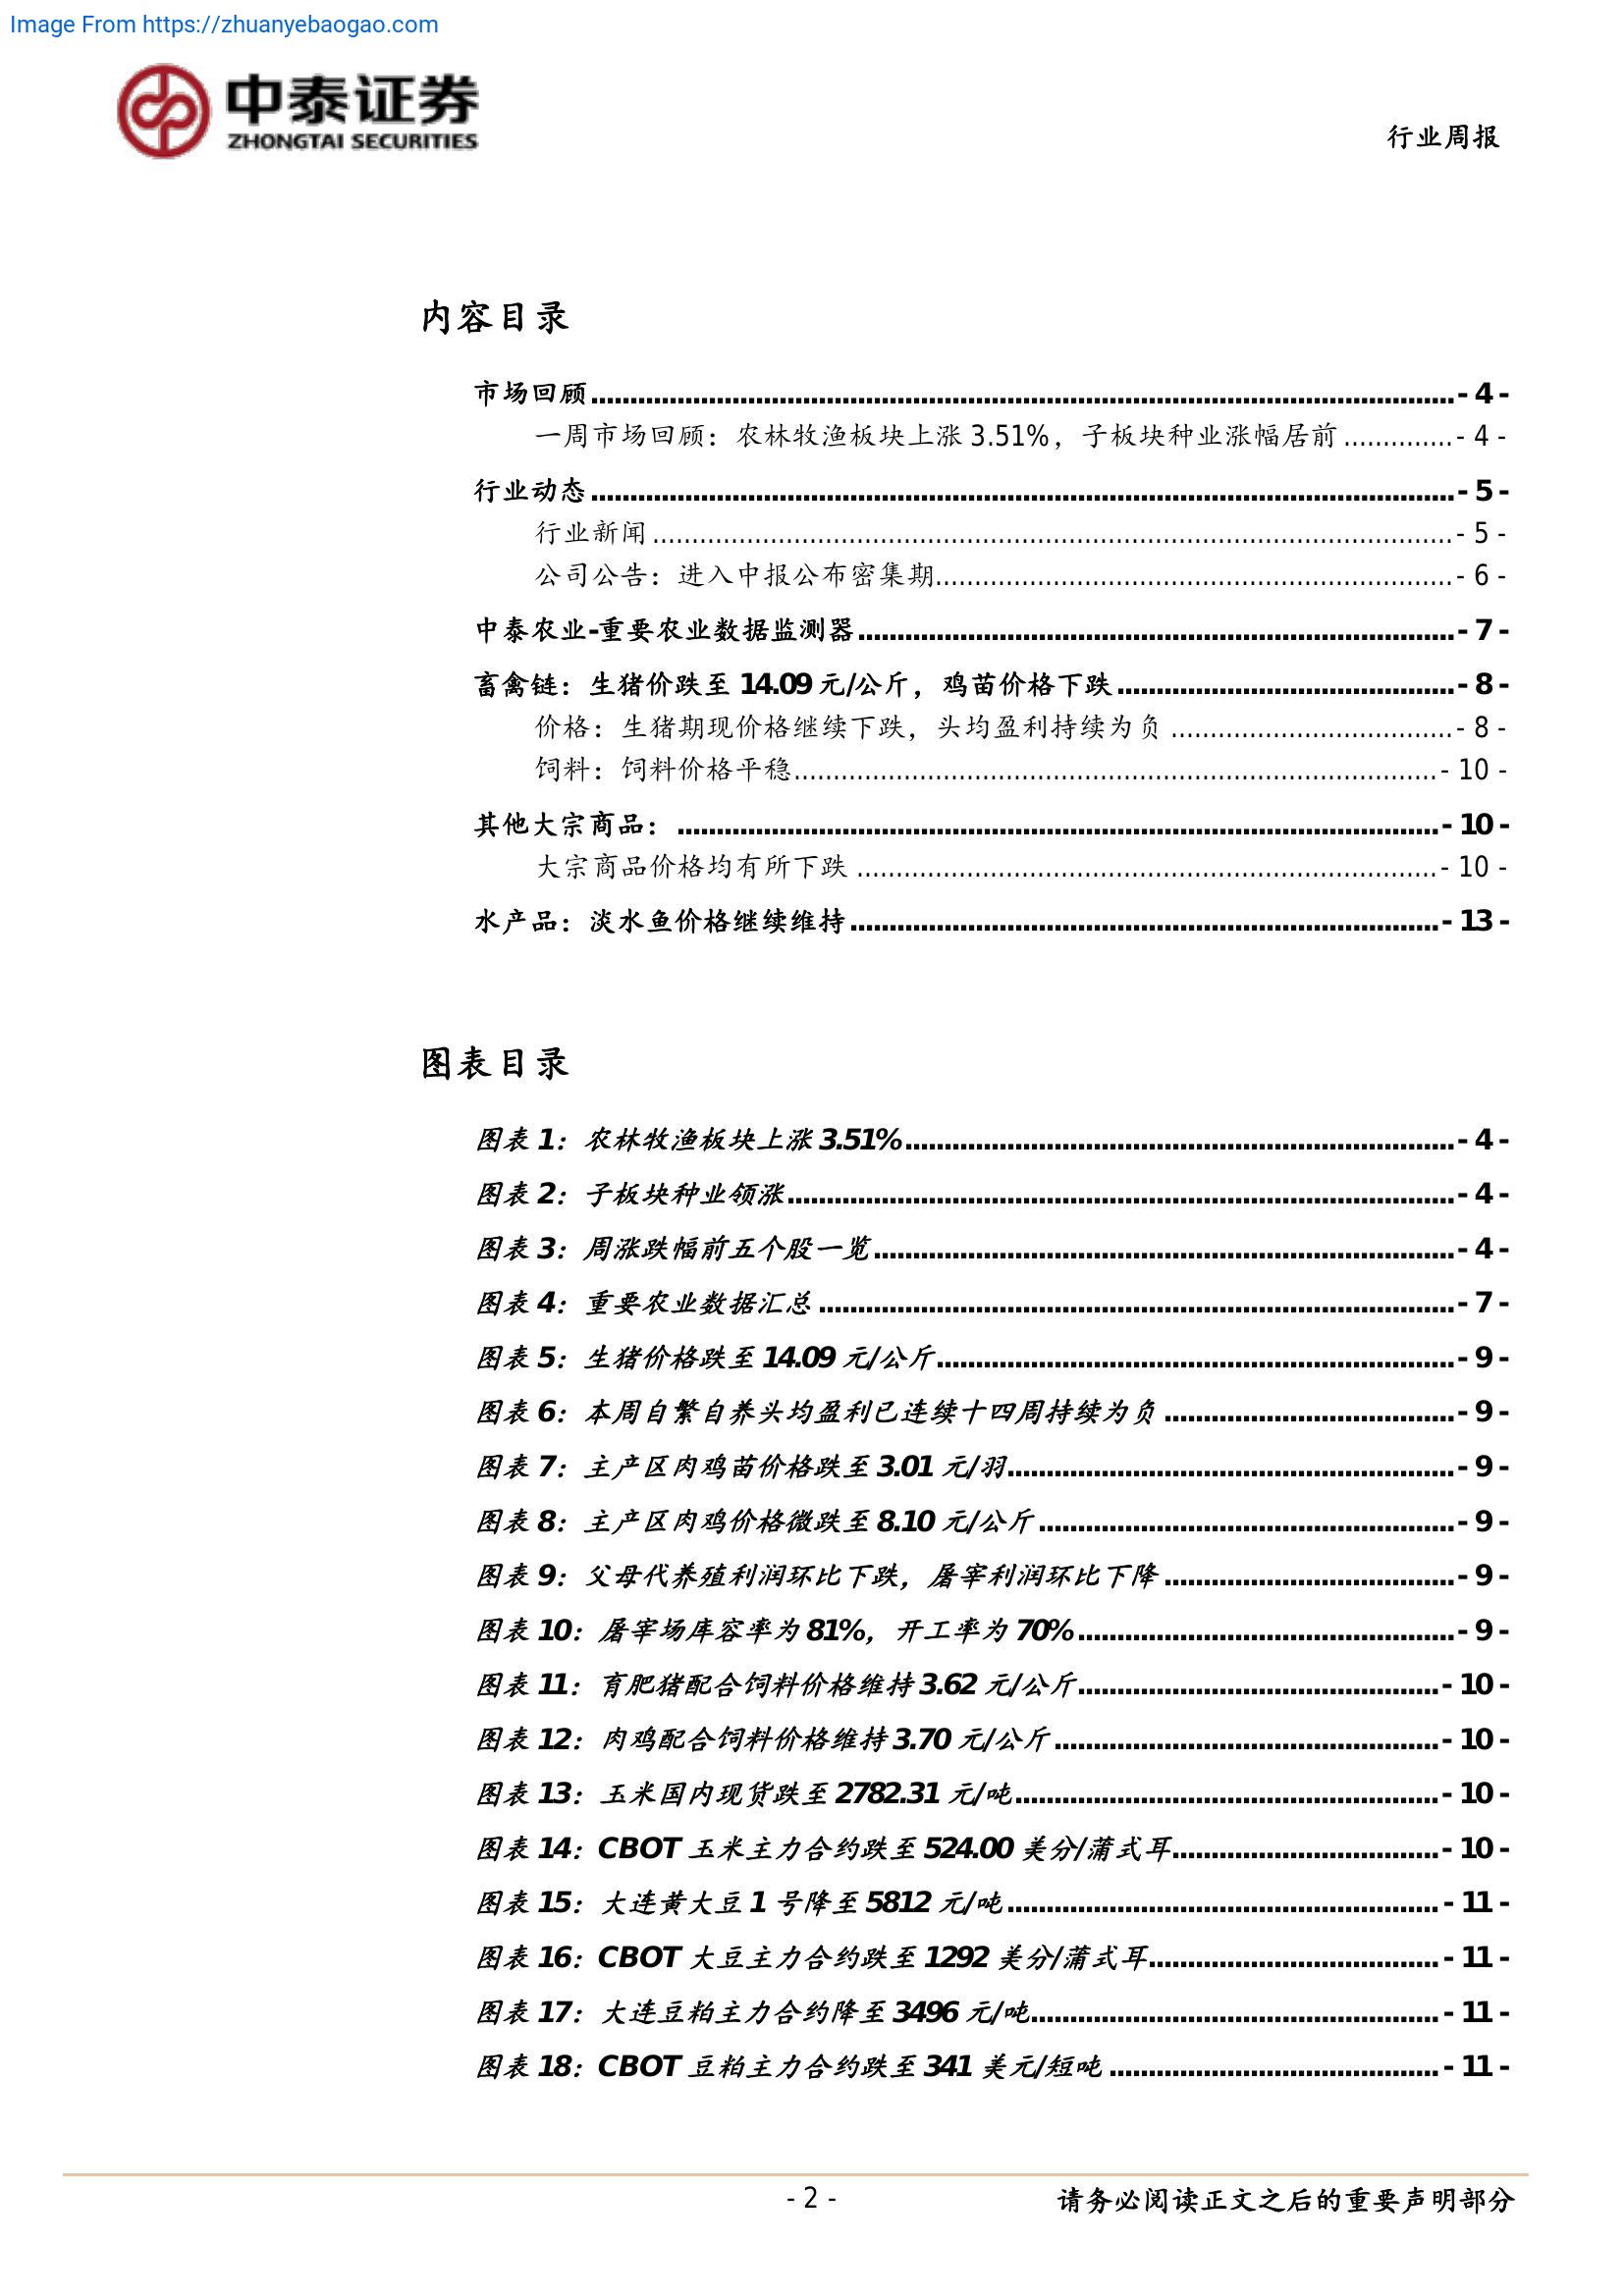 Image From https://zhuanyebaogao.com
中泰证券
ZHONGTAI SECURITIES
行业周报
内容目录
市场回顾 - 4 -
一周市场回顾：农林牧渔板块上涨 3.51%，子板块种业涨幅居前 - 4 -
行业动态 - 5 -
行业新闻 - 5 -
公司公告：进入中报公布密集期 - 6 -
中泰农业-重要农业数据监测器 - 7 -
畜禽链：生猪价跌至 14.09 元/公斤，鸡苗价格下跌 - 8 -
价格：生猪期现价格继续下跌，头均盈利持续为负 - 8 -
饲料：饲料价格平稳 - 10 -
其他大宗商品： - 10 -
大宗商品价格均有所下跌 - 10 -
水产品：淡水鱼价格继续维持 - 13 -
图表目录
图表 1：农林牧渔板块上涨 3.51% - 4 -
图表 2：子板块种业领涨 - 4 -
图表 3：周涨跌幅前五个股一览 - 4 -
图表 4：重要农业数据汇总 - 7 -
图表 5：生猪价格跌至 14.09 元/公斤 - 9 -
图表 6：本周自繁自养头均盈利已连续十四周持续为负 - 9 -
图表 7：主产区肉鸡苗价格跌至 3.01 元/羽 - 9 -
图表 8：主产区肉鸡价格微跌至 8.10 元/公斤 - 9 -
图表 9：父母代养殖利润环比下跌，屠宰利润环比下降 - 9 -
图表 10：屠宰场库容率为 81%，开工率为 70% - 9 -
图表 11：育肥猪配合饲料价格维持 3.62 元/公斤 - 10 -
图表 12：肉鸡配合饲料价格维持 3.70 元/公斤 - 10 -
图表 13：玉米国内现货跌至 2782.31 元/吨 - 10 -
图表 14：CBOT 玉米主力合约跌至 524.00 美分/蒲式耳 - 10 -
图表 15：大连黄大豆 1 号降至 5812 元/吨 - 11 -
图表 16：CBOT 大豆主力合约跌至 1292 美分/蒲式耳 - 11 -
图表 17：大连豆粕主力合约降至 3496 元/吨 - 11 -
图表 18：CBOT 豆粕主力合约跌至 341 美元/短吨 - 11 -
- 2 -
请务必阅读正文之后的重要声明部分